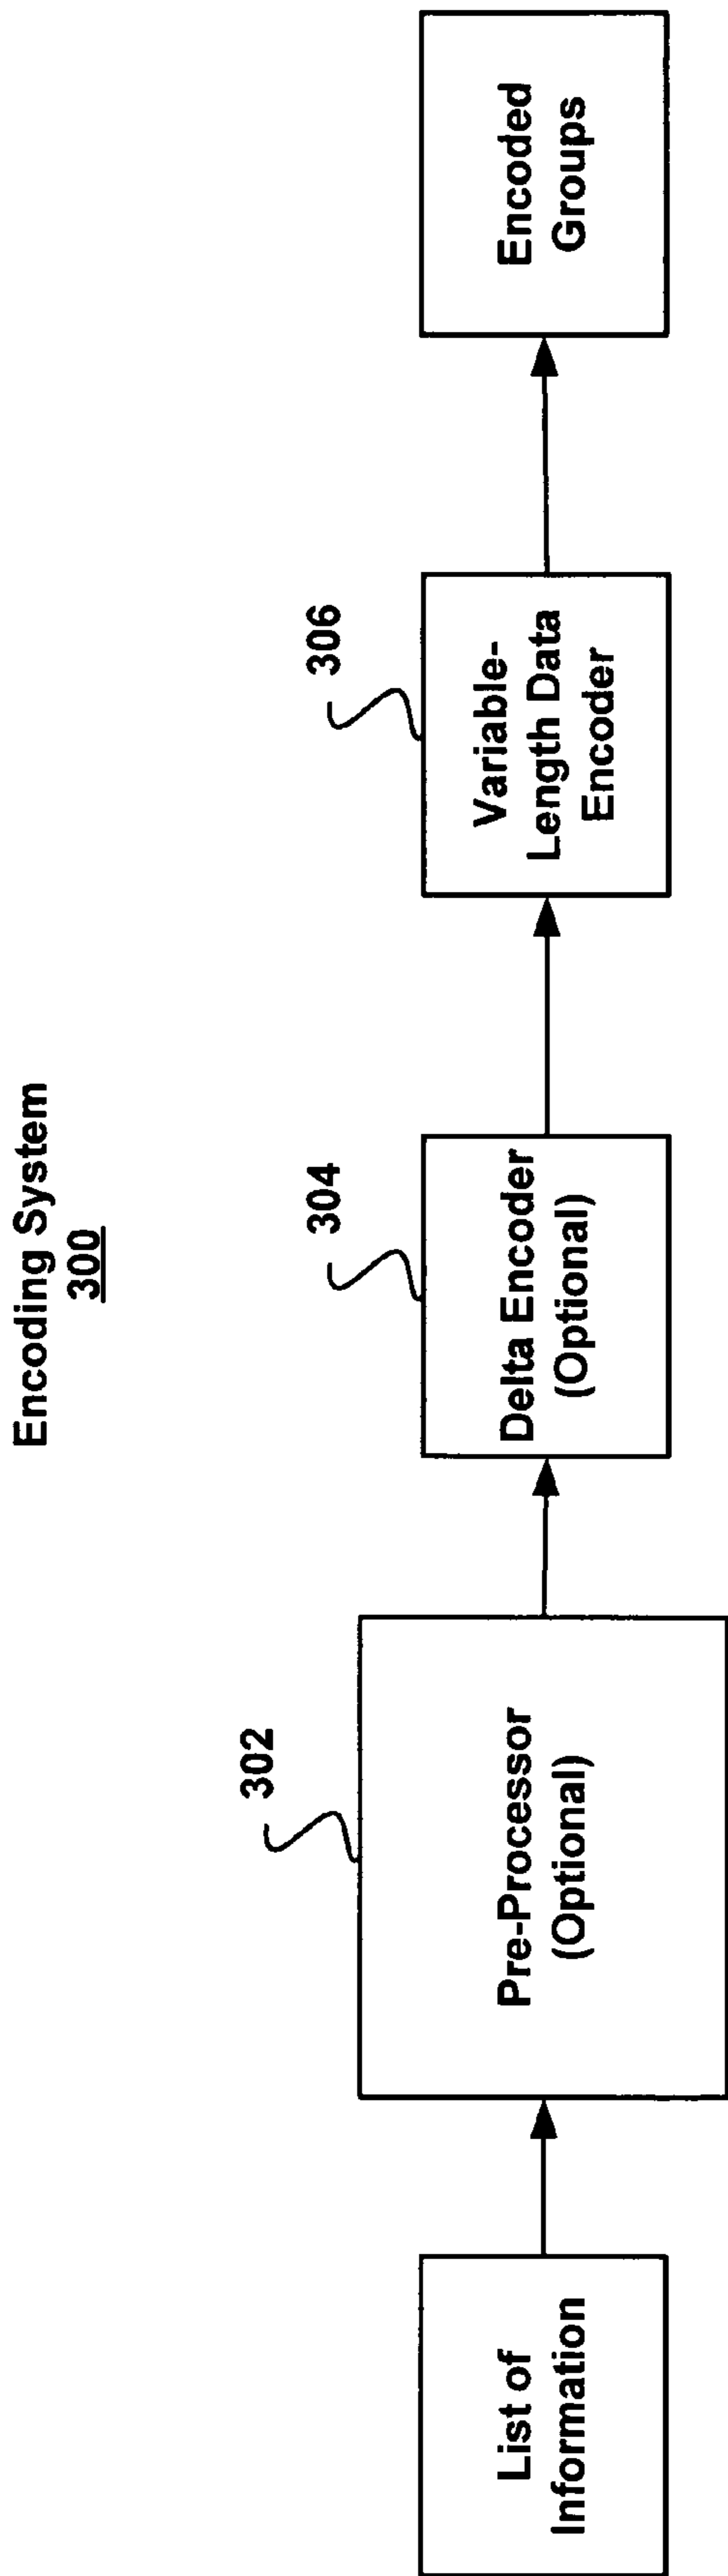 Encoding System
300
List of
Information
302
Pre-Processor
(Optional)
304
Delta Encoder
(Optional)
306
Variable-
Length Data
Encoder
Encoded
Groups